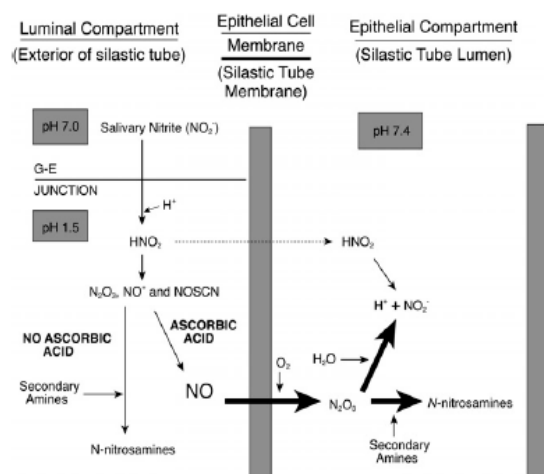 Luminal Compartment
(Exterior of silastic tube)
Epithelial Cell
Membrane
(Silastic Tube
Membrane)
Epithelial Compartment
(Silastic Tube Lumen)
pH 7.0
Salivary Nitrite (NO₂⁻)
pH 7.4
G-E
JUNCTION
H⁺
pH 1.5
HNO₂
HNO₂
N₂O₃, NO⁺ and NOSCN
H⁺ + NO₂⁻
NO ASCORBIC
ACID
ASCORBIC
ACID
O₂
H₂O
Secondary
Amines
NO
N₂O₃
N-nitrosamines
N-nitrosamines
Secondary
Amines